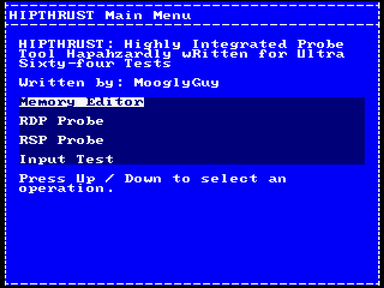 HIPTHRUST Main Menu
HIPTHRUST: Highly Integrated Probe
Tool Hapahzardly wRitten for Ultra
Sixty-four Tests
Written by: MooglyGuy
Memory Editor
RDP Probe
RSP Probe
Input Test
Press Up / Down to select an
operation.